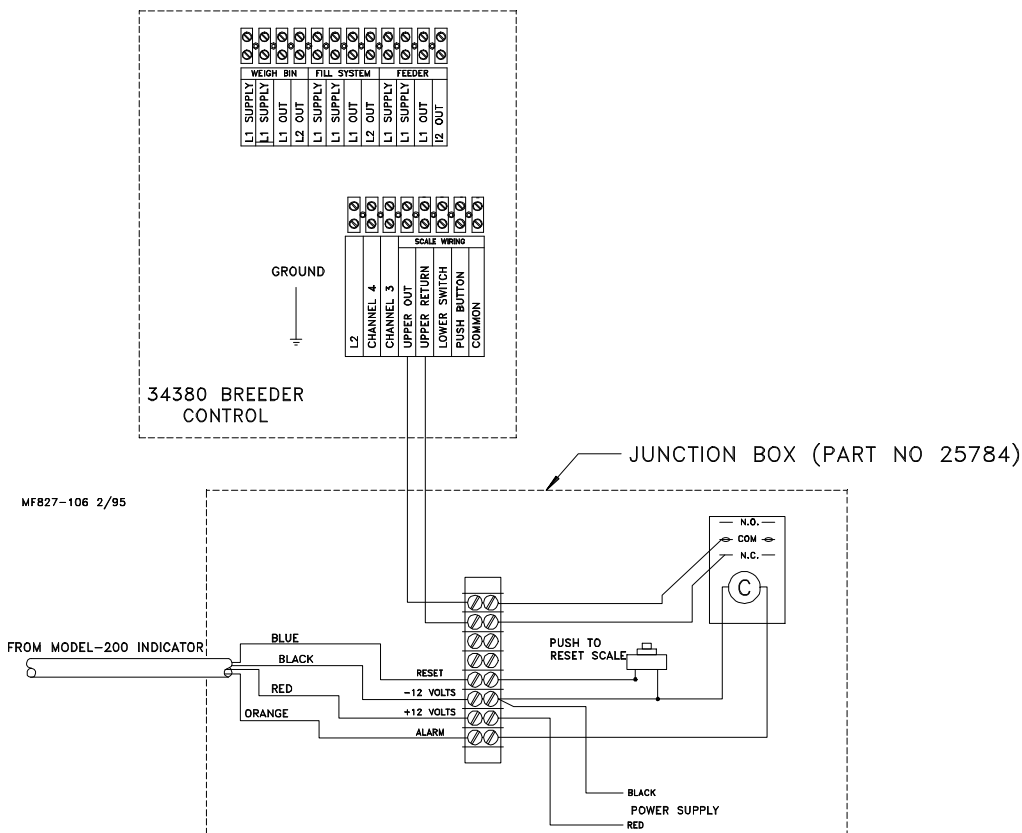 WEIGH BIN FILL SYSTEM FEEDER
L1 SUPPLY
L1 SUPPLY
L1 OUT
L2 OUT
L1 SUPPLY
L1 SUPPLY
L1 OUT
L2 OUT
L1 SUPPLY
L1 SUPPLY
L1 OUT
l2 OUT
SCALE WIRING
L2
CHANNEL 4
CHANNEL 3
UPPER OUT
UPPER RETURN
LOWER SWITCH
PUSH BUTTON
COMMON
GROUND
34380 BREEDER
CONTROL
JUNCTION BOX (PART NO 25784)
MF827-106 2/95
N.O.
COM
N.C.
C
FROM MODEL-200 INDICATOR
BLUE
BLACK
RED
ORANGE
RESET
-12 VOLTS
+12 VOLTS
ALARM
PUSH TO
RESET SCALE
BLACK
POWER SUPPLY
RED